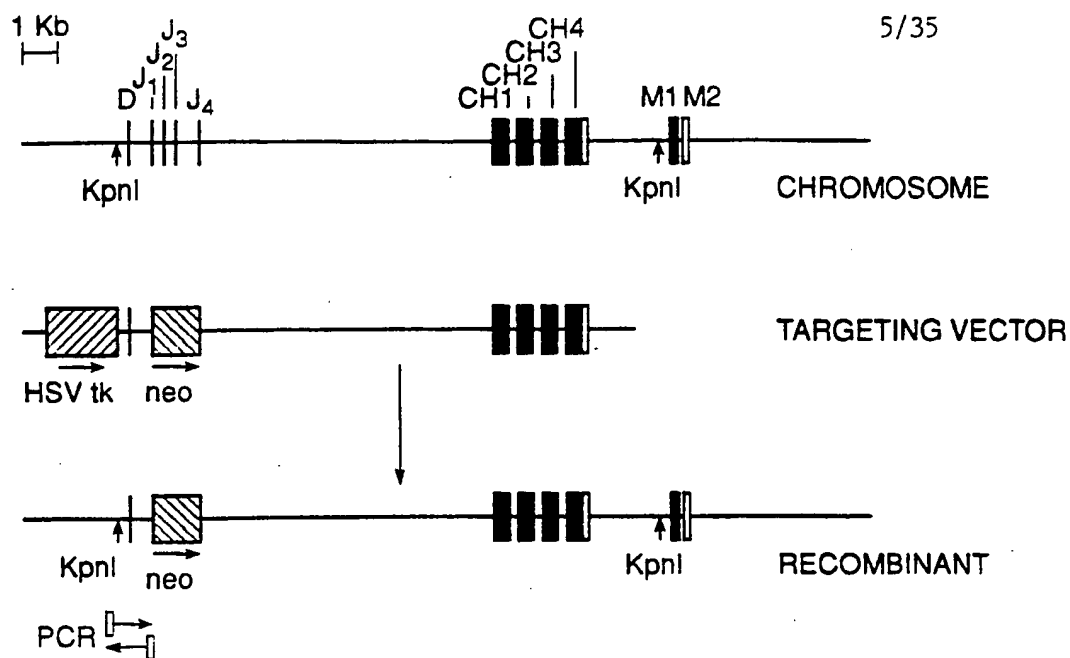 1 Kb
5/35
D J1 J2 J3 J4
CH1 CH2 CH3 CH4
M1 M2
KpnI
KpnI
CHROMOSOME
HSV tk
neo
TARGETING VECTOR
KpnI
neo
KpnI
RECOMBINANT
PCR